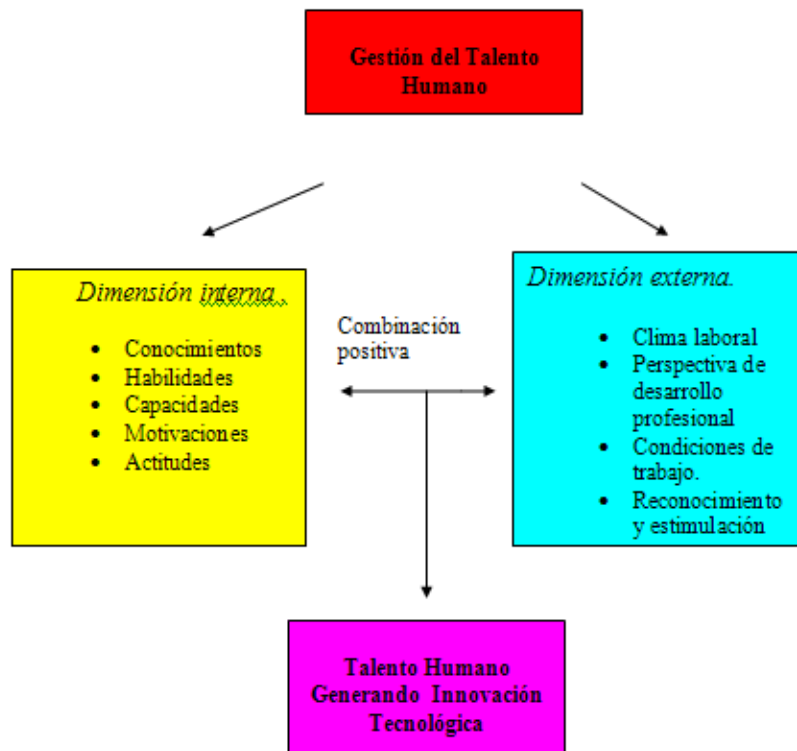 Gestión del Talento
Humano
Dimensión interna..
• Conocimientos
• Habilidades
• Capacidades
• Motivaciones
• Actitudes
Combinación
positiva
Dimensión externa.
• Clima laboral
• Perspectiva de
desarrollo
profesional
• Condiciones de
trabajo.
• Reconocimiento
y estimulación
Talento Humano
Generando Innovación
Tecnológica